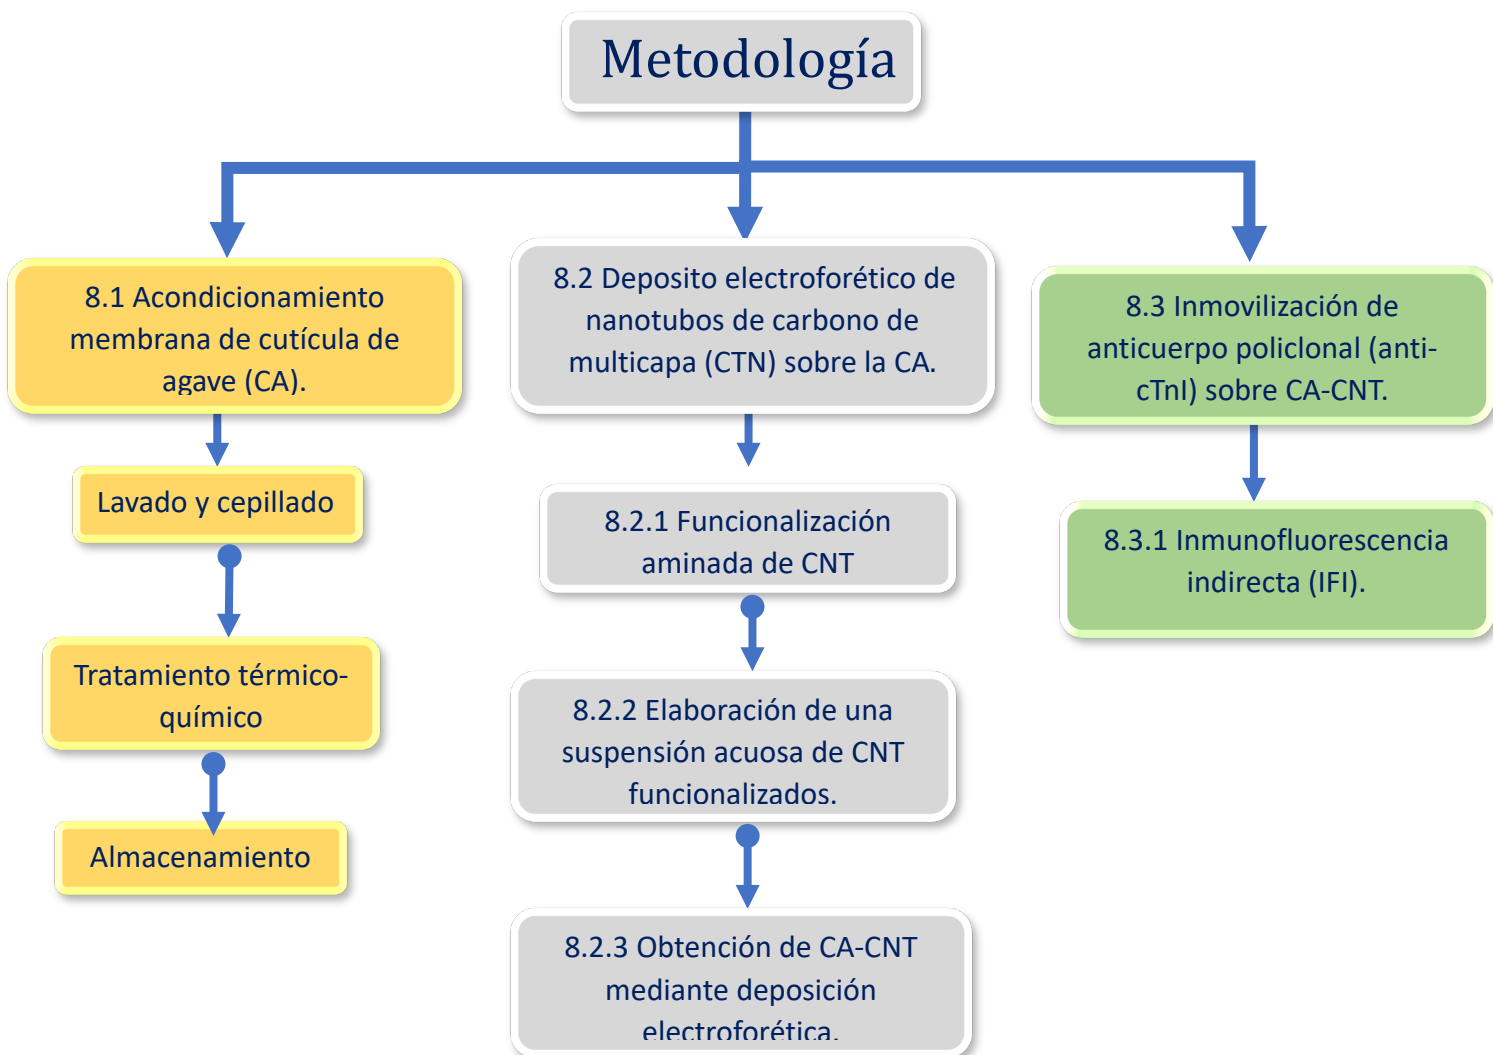 Metodología
8.1 Acondicionamiento
membrana de cutícula de
agave (CA).
Lavado y cepillado
Tratamiento térmico-
químico
Almacenamiento
8.2 Deposito electroforético de
nanotubos de carbono de
multicapa (CTN) sobre la CA.
8.2.1 Funcionalización
aminada de CNT
8.2.2 Elaboración de una
suspensión acuosa de CNT
funcionalizados.
8.2.3 Obtención de CA-CNT
mediante deposición
electroforética.
8.3 Inmovilización de
anticuerpo policlonal (anti-
cTnI) sobre CA-CNT.
8.3.1 Inmunofluorescencia
indirecta (IFI).